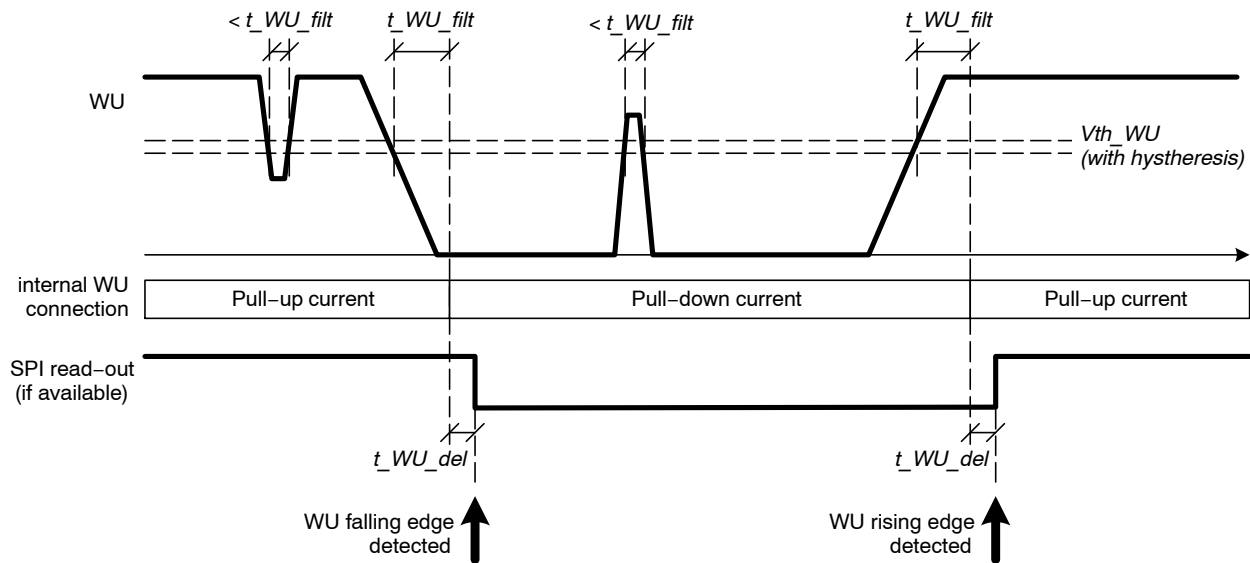 < t_WU_filt
t_WU_filt
< t_WU_filt
t_WU_filt
WU
Vth_WU
(with hystheresis)
internal WU
connection
Pull−up current
Pull−down current
Pull−up current
SPI read−out
(if available)
t_WU_del
t_WU_del
WU falling edge
detected
WU rising edge
detected